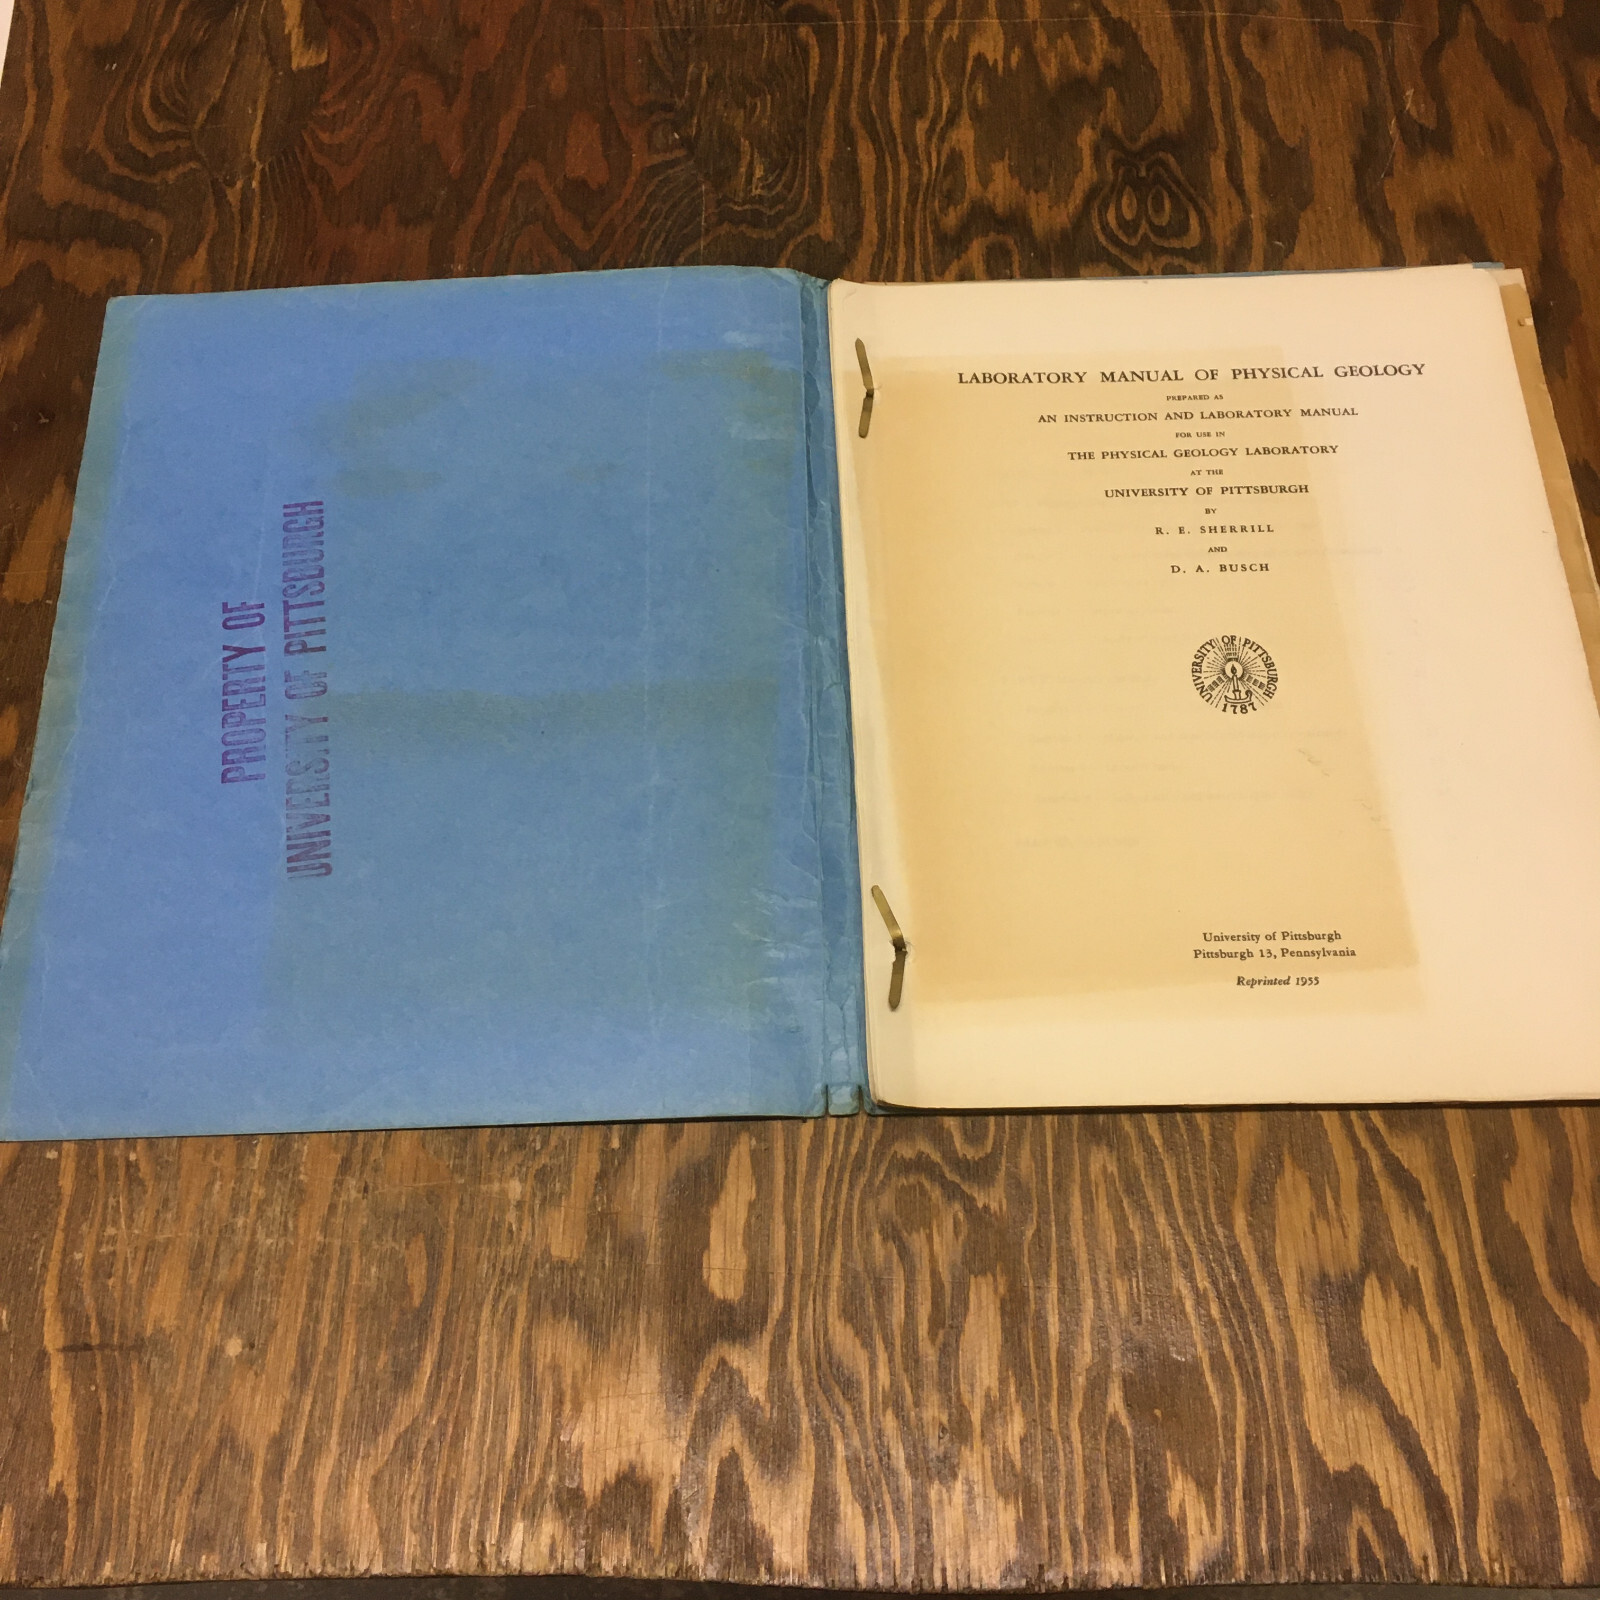 PROPERTY OF
UNIVERSITY OF PITTSBURGH
LABORATORY MANUAL OF PHYSICAL GEOLOGY
PREPARED AS
AN INSTRUCTION AND LABORATORY MANUAL
FOR USE IN
THE PHYSICAL GEOLOGY LABORATORY
AT THE
UNIVERSITY OF PITTSBURGH
BY
R. E. SHERRILL
AND
D. A. BUSCH
UNIVERSITY OF PITTSBURGH
1787
University of Pittsburgh
Pittsburgh 13, Pennsylvania
Reprinted 1955